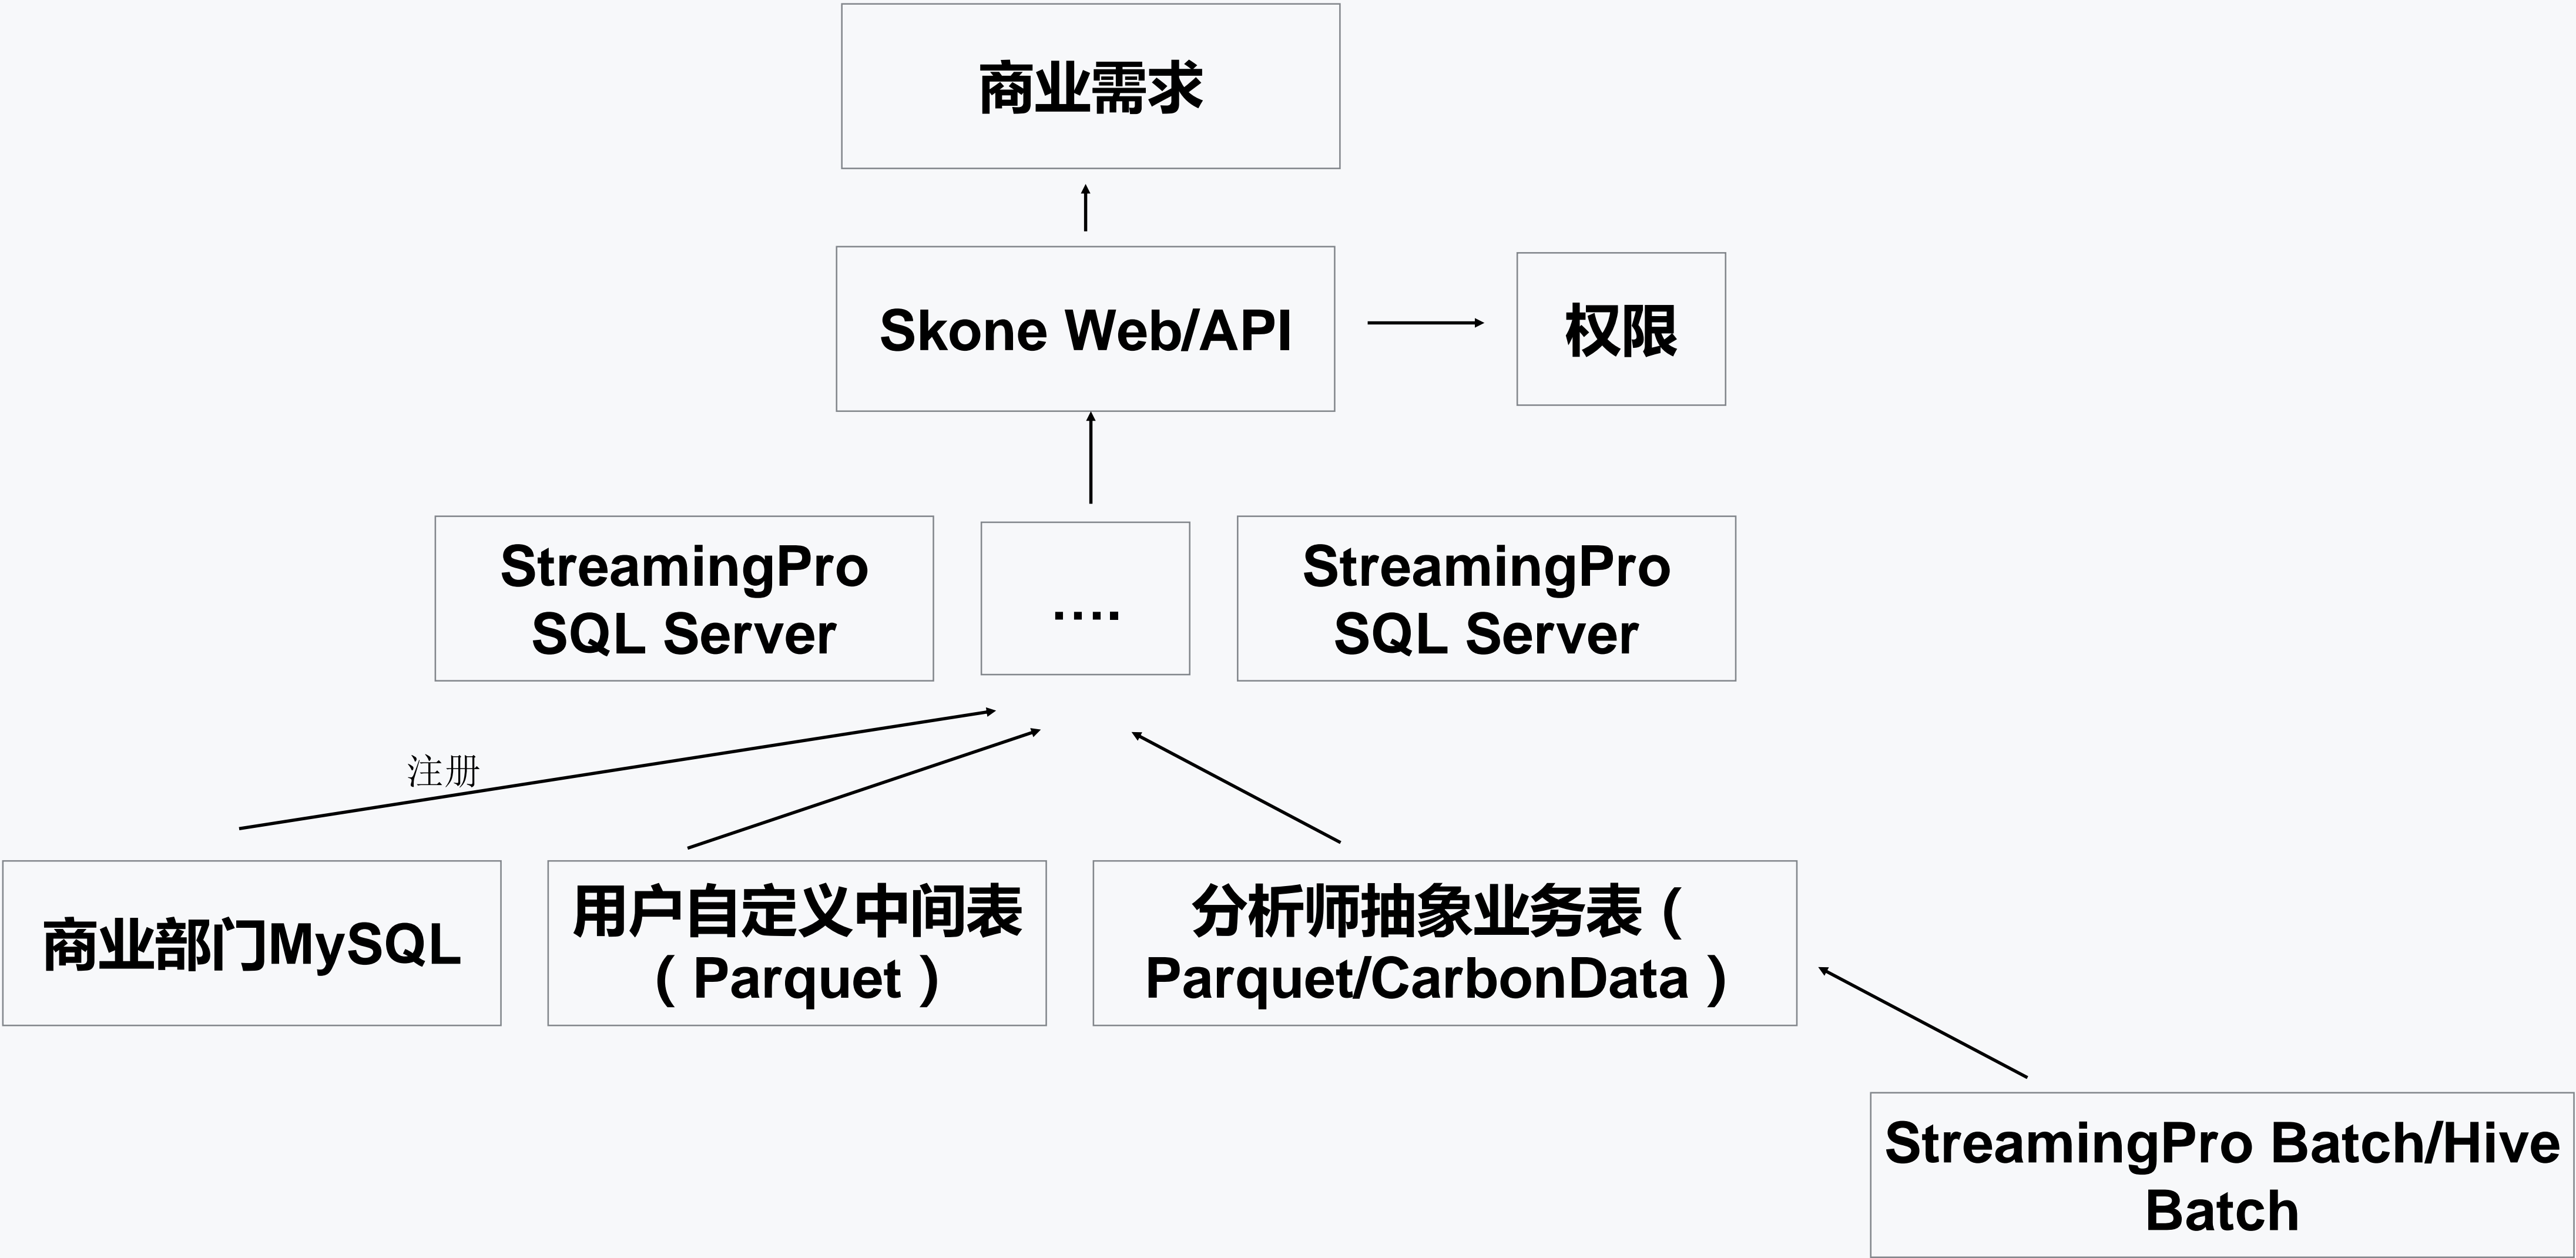 商业需求
Skone Web/API
权限
StreamingPro
SQL Server
....
StreamingPro
SQL Server
注册
商业部门MySQL
用户自定义中间表
（ Parquet ）
分析师抽象业务表（
Parquet/CarbonData ）
StreamingPro Batch/Hive
Batch